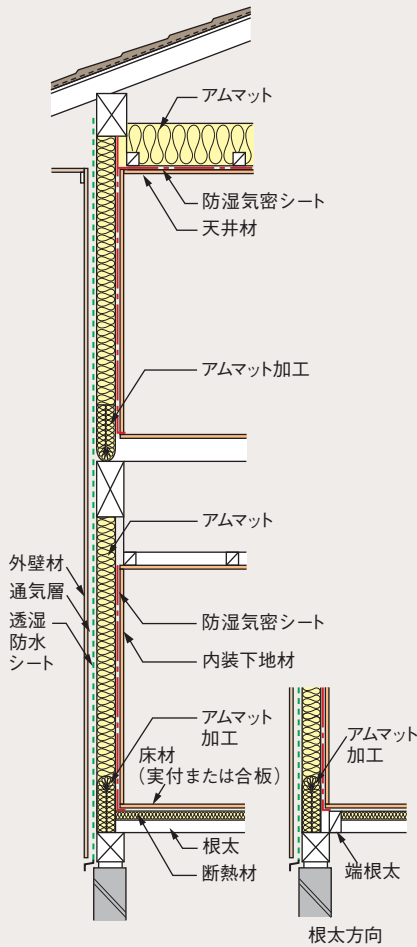 アムマット
防湿気密シート
天井材
アムマット加工
アムマット
外壁材
通気層
透湿
防水
シート
防湿気密シート
内装下地材
アムマット
加工
床材
（実付または合板）
根太
断熱材
アムマット
加工
端根太
根太方向